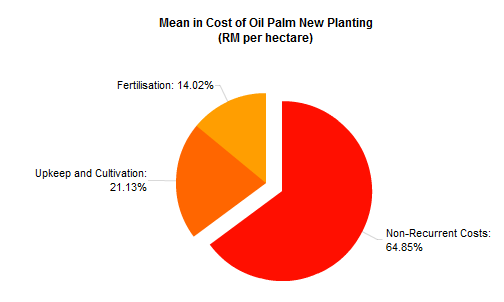 Mean in Cost of Oil Palm New Planting
(RM per hectare)
Fertilisation: 14.02%
Upkeep and Cultivation:
21.13%
Non-Recurrent Costs:
64.85%